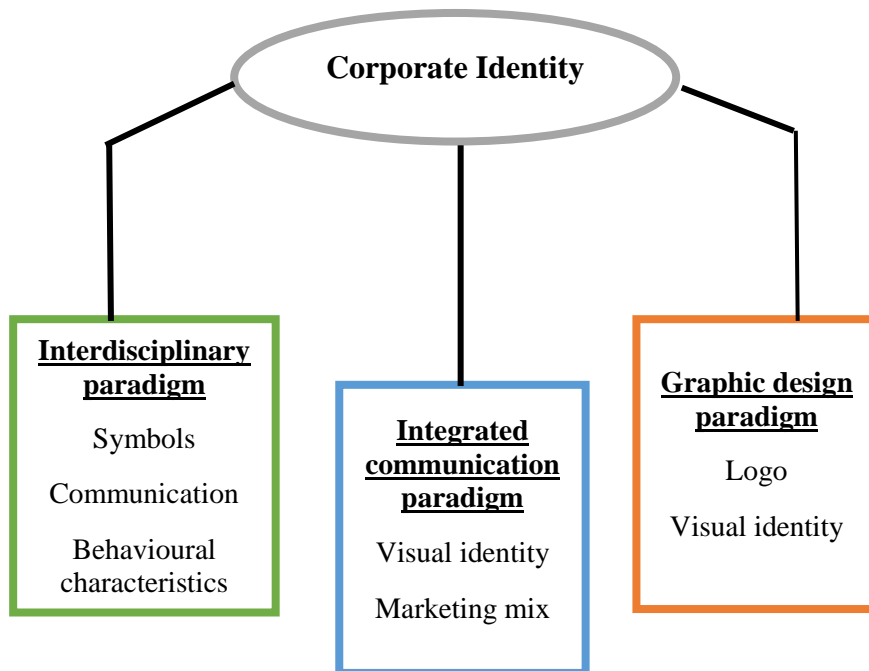 Corporate Identity
Interdisciplinary
paradigm
Symbols
Communication
Behavioural
characteristics
Integrated
communication
paradigm
Visual identity
Marketing mix
Graphic design
paradigm
Logo
Visual identity